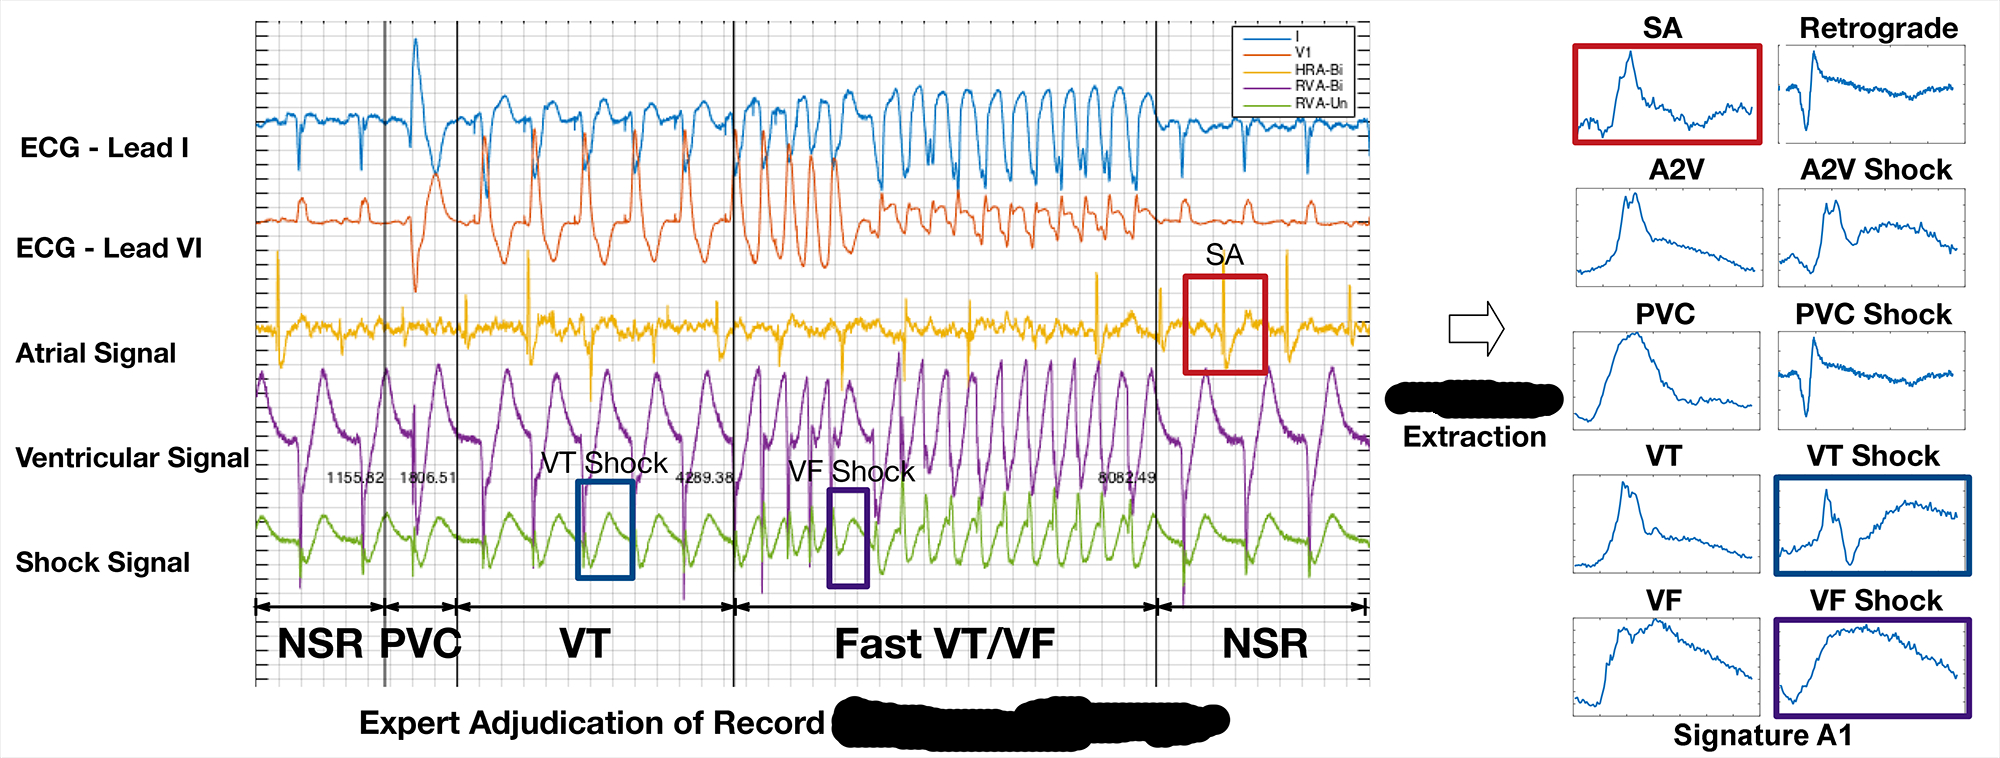 ECG - Lead I
ECG - Lead VI
Atrial Signal
Ventricular Signal
Shock Signal
I
V1
HRA-Bi
RVA-Bi
RVA-Un
SA
VT Shock
VF Shock
1155.82
1806.51
4289.38
8082.49
NSR
PVC
VT
Fast VT/VF
NSR
Expert Adjudication of Record
Extraction
SA
Retrograde
A2V
A2V Shock
PVC
PVC Shock
VT
VT Shock
VF
VF Shock
Signature A1